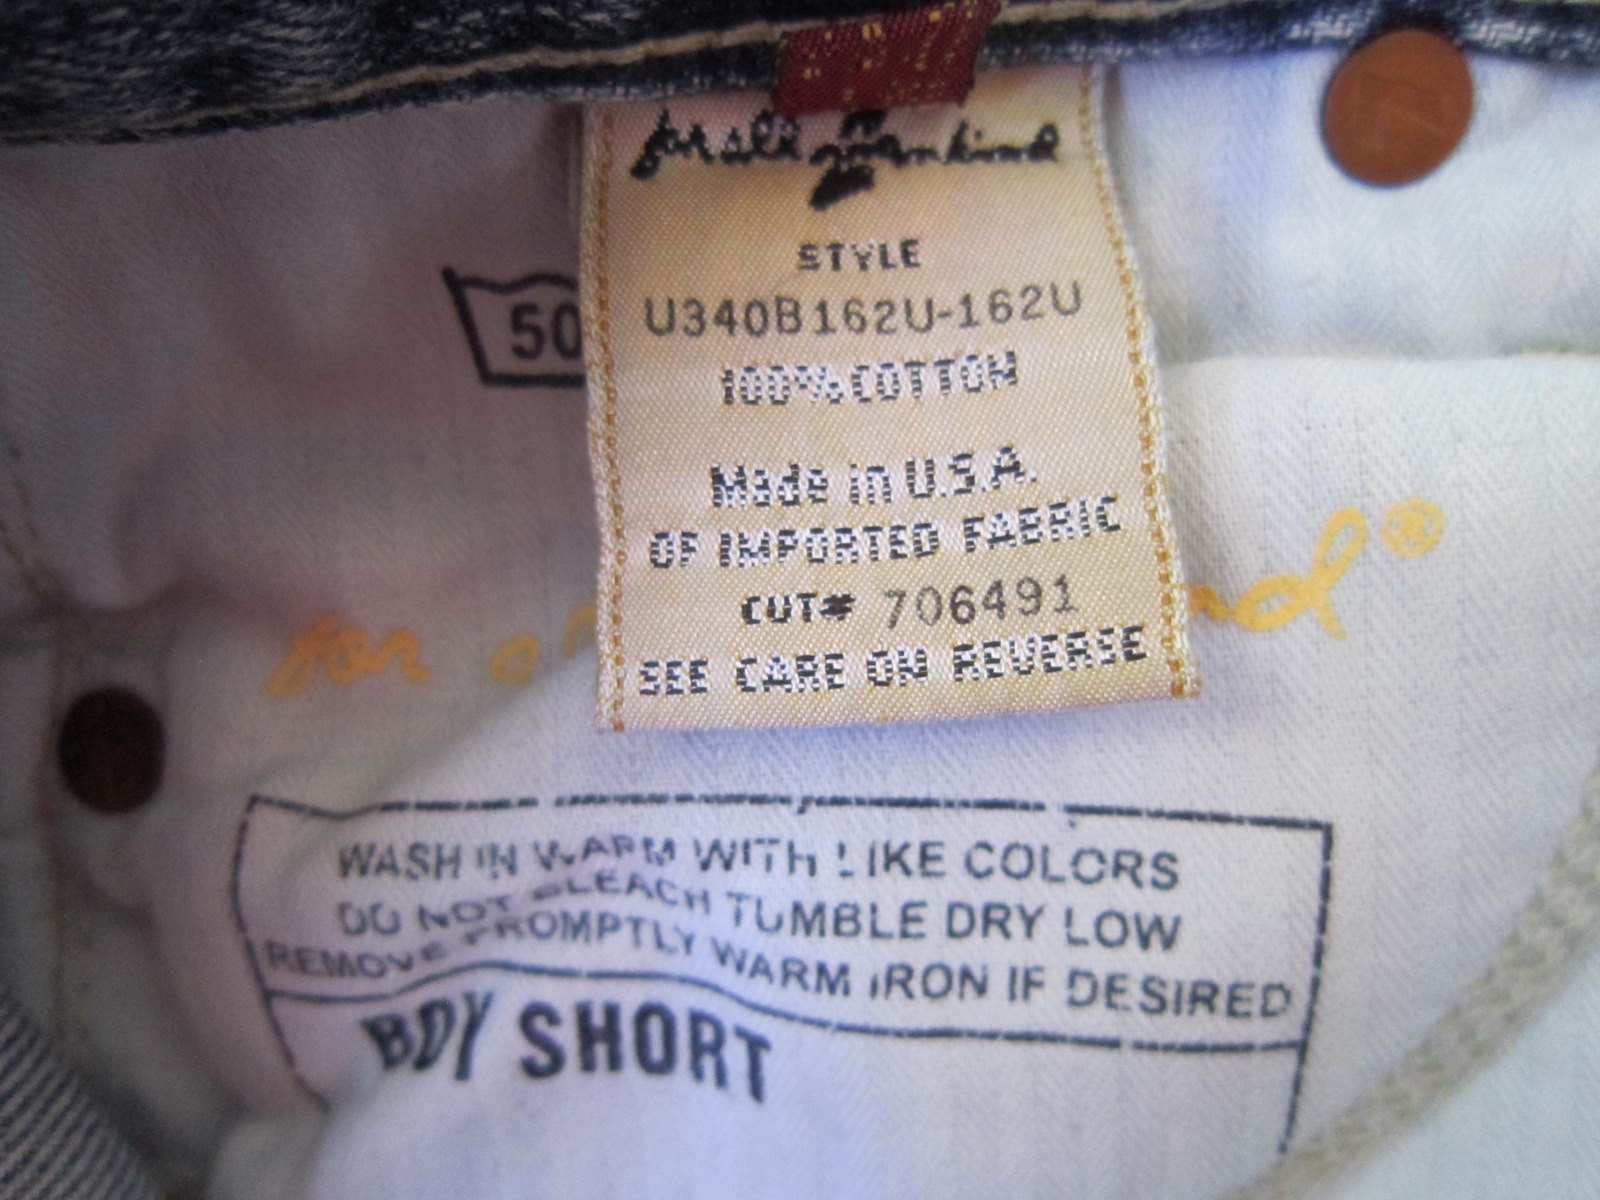 for all mankind
STYLE
U340B162U-162U
100% COTTON
Made in U.S.A.
OF IMPORTED FABRIC
CUT# 706491
SEE CARE ON REVERSE
50
for a nd®
WASH IN WARM WITH LIKE COLORS
DO NOT BLEACH TUMBLE DRY LOW
REMOVE PROMPTLY WARM IRON IF DESIRED
BOY SHORT